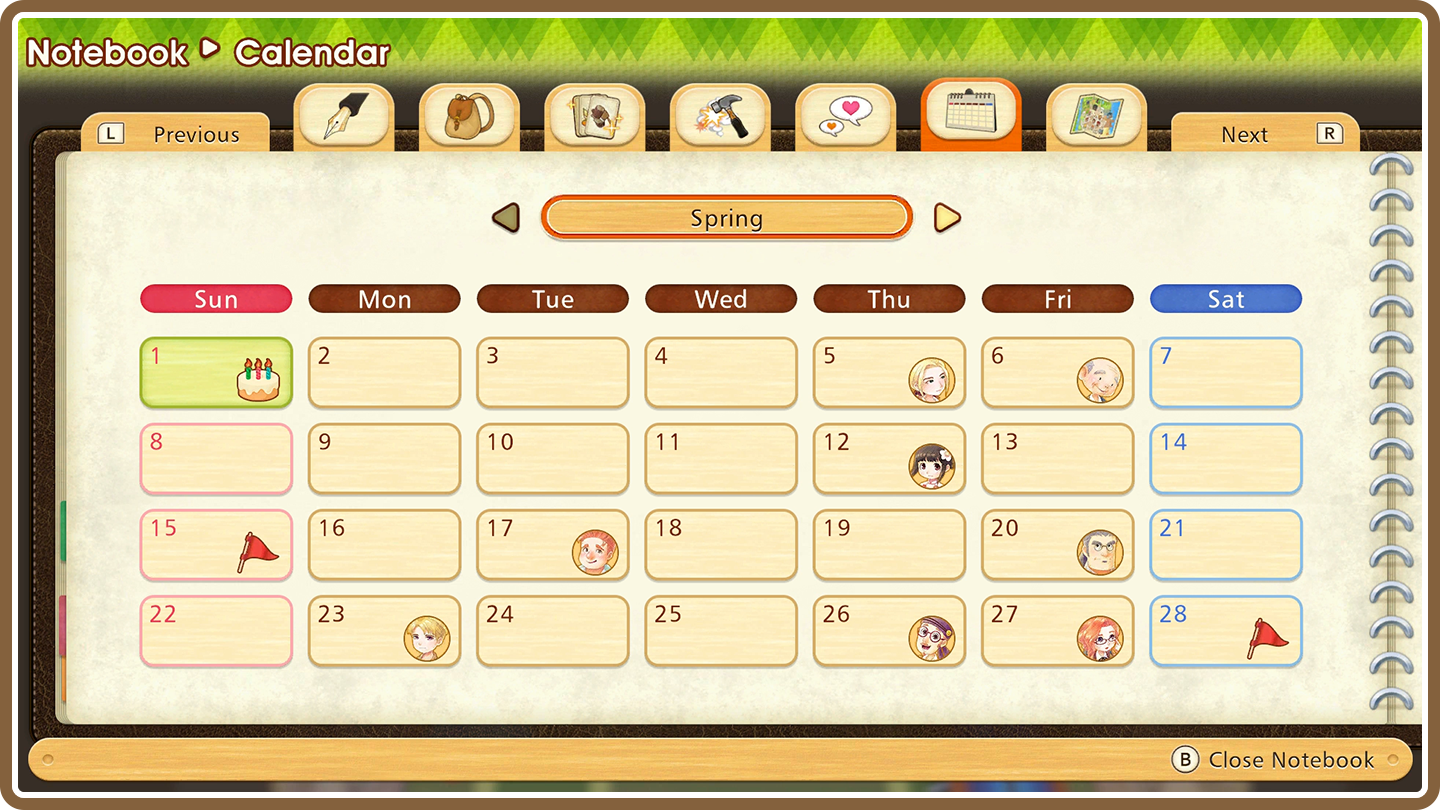 Notebook Calendar
L Previous
Next R
Spring
Sun Mon Tue Wed Thu Fri Sat
1 2 3 4 5 6 7
8 9 10 11 12 13 14
15 16 17 18 19 20 21
22 23 24 25 26 27 28
B Close Notebook